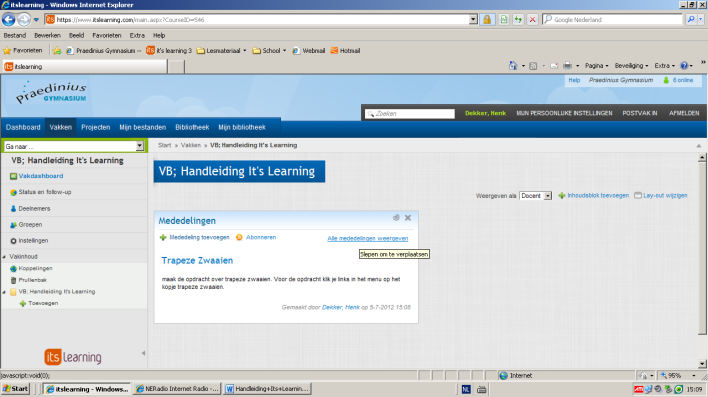 itslearning - Windows Internet Explorer
https://www.itslearning.com/main.aspx?CourseID=546
Google Nederland
Bestand Bewerken Beeld Favorieten Extra Help
Favorieten Praedinius Gymnasium -- it's learning 3 Lesmateriaal School Webmail Hotmail
itslearning
Pagina Beveiliging Extra
Praedinius
GYMNASIUM
Help Praedinius Gymnasium 6 online
Zoeken Dekker, Henk MIJN PERSOONLIJKE INSTELLINGEN POSTVAK IN AFMELDEN
Dashboard Vakken Projecten Mijn bestanden Bibliotheek Mijn bibliotheek
Ga naar ...
Start » Vakken » VB; Handleiding It's Learning
VB; Handleiding It's Learning
Vakdashboard
Status en follow-up
Deelnemers
Groepen
Instellingen
Vakinhoud
Koppelingen
Prullenbak
VB; Handleiding It's Learning
Toevoegen
its learning
VB; Handleiding It's Learning
Weergeven als Docent Inhoudsblok toevoegen Lay-out wijzigen
Mededelingen
Mededeling toevoegen Abonneren Alle mededelingen weergeven
Slepen om te verplaatsen
Trapeze Zwaaien
maak de opdracht over trapeze zwaaien. Voor de opdracht klik je links in het menu op het
kopje trapeze zwaaien.
Gemaakt door Dekker, Henk op 5-7-2012 15:08
javascript:void(0); Internet 95%
Start itslearning - Windows... NERadio Internet Radio -... Handleiding+Its+Learnin... NL 15:09